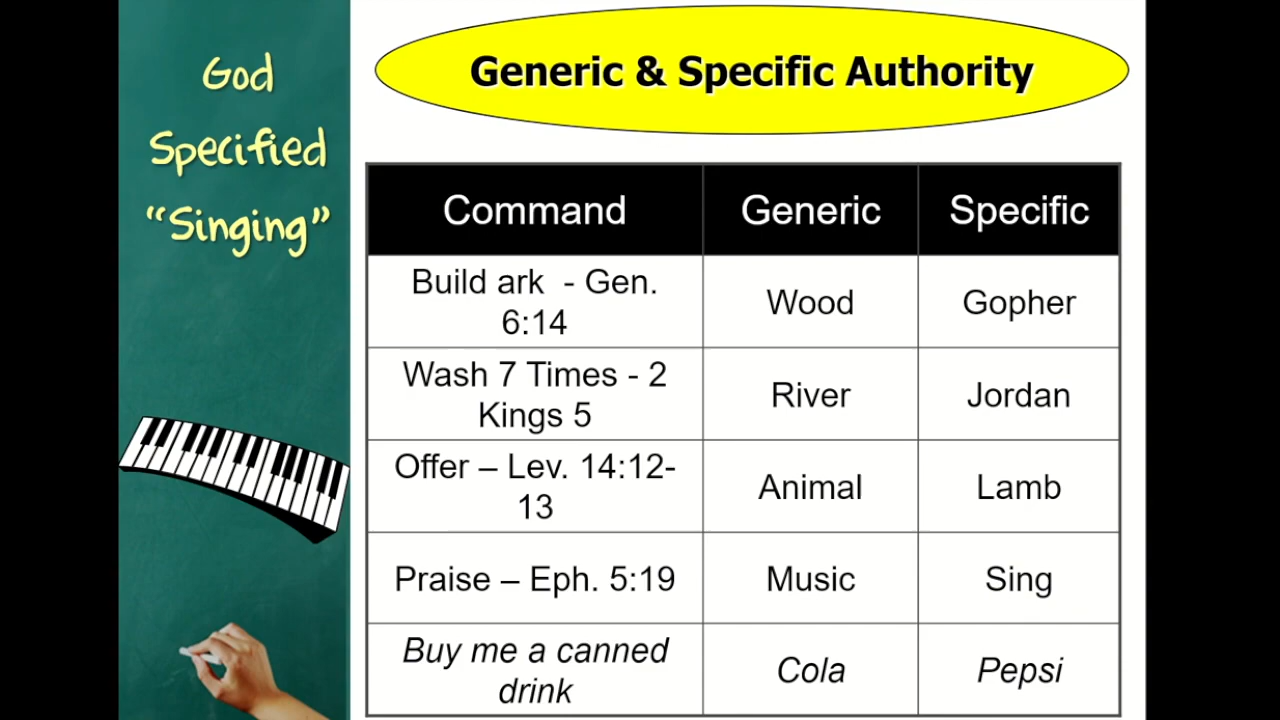 God
Specified
“Singing”
Generic & Specific Authority
Command Generic Specific
Build ark - Gen.
6:14
Wood Gopher
Wash 7 Times - 2
Kings 5
River Jordan
Offer – Lev. 14:12-
13
Animal Lamb
Praise – Eph. 5:19 Music Sing
Buy me a canned
drink
Cola Pepsi